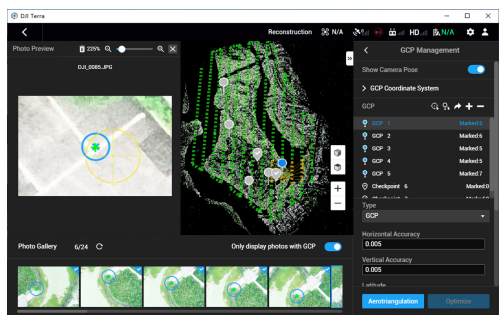 DJI Terra
Reconstruction N/A HD N/A
Photo Preview 225% GCP Management
DJI_0085.JPG
Show Camera Pose
GCP Coordinate System
GCP
GCP 1 Marked:6
GCP 2 Marked:6
GCP 3 Marked:5
GCP 4 Marked:5
GCP 5 Marked:7
Checkpoint 6 Marked:0
Type
GCP
Horizontal Accuracy
0.005
Vertical Accuracy
0.005
Latitude
Photo Gallery 6/24 Only display photos with GCP
Aerotriangulation Optimize